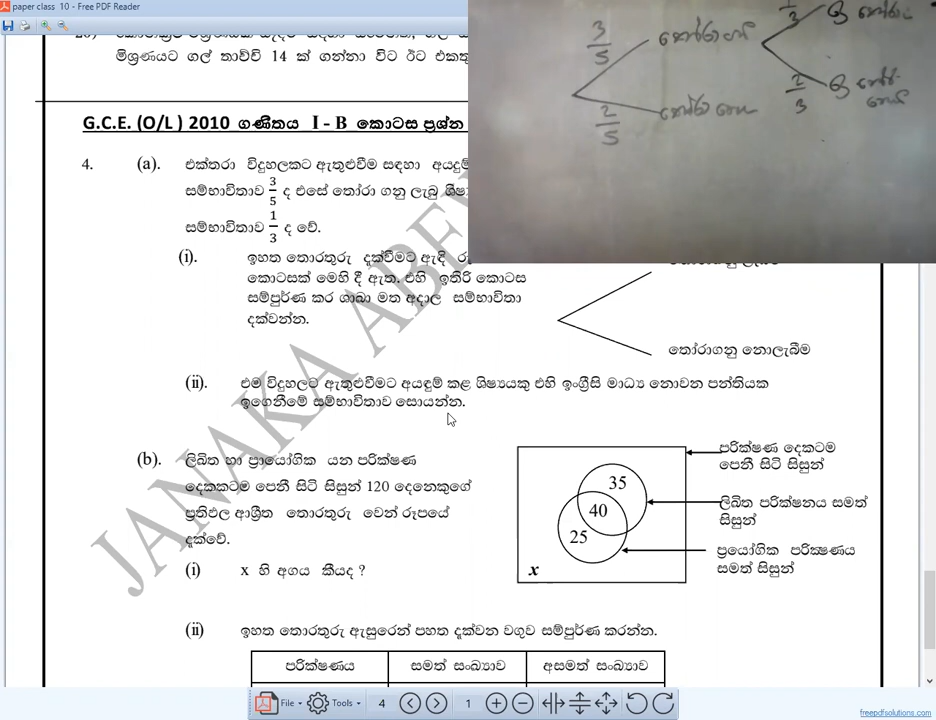 paper class 10 - Free PDF Reader
මිශ්‍රණයට ගල් තාච්චි 14 ක් ගන්නා විට ඊට එකතු
G.C.E. (O/L ) 2010 ගණිතය I - B කොටස ප්‍රශ්න
4. (a). එක්තරා විදුහලකට ඇතුළුවීම සඳහා අයදුම්
සම්භාවිතාව 3/5 ද එසේ තෝරා ගනු ලැබූ ශිෂ්‍ය
සම්භාවිතාව 1/3 ද වේ.
(i). ඉහත තොරතුරු දැක්වීමට ඇඳි
කොටසක් මෙහි දී ඇත. එහි ඉතිරි කොටස
සම්පූර්ණ කර ශාඛා මත අදාල සම්භාවිතා
දක්වන්න.
තෝරාගනු නොලැබීම
(ii). එම විදුහලට ඇතුළුවීමට අයඳුම් කළ ශිෂ්‍යයකු එහි ඉංග්‍රීසි මාධ්‍ය නොවන පන්තියක
ඉගෙනීමේ සම්භාවිතාව සොයන්න.
(b). ලිඛිත හා ප්‍රායෝගික යන පරීක්ෂණ
දෙකකටම පෙනී සිටි සිසුන් 120 දෙනෙකුගේ
ප්‍රතිඵල ආශ්‍රීත තොරතුරු වෙන් රූපයේ
දැක්වේ.
(i) x හි අගය කීයද ?
පරීක්ෂණ දෙකටම
පෙනී සිටි සිසුන්
35
ලිඛිත පරීක්ෂනය සමත්
සිසුන්
40
25
ප්‍රයෝගික පරීක්‍ෂණය
සමත් සිසුන්
x
(ii) ඉහත තොරතුරු ඇසුරෙන් පහත දැක්වන වගුව සම්පුර්ණ කරන්න.
පරීක්ෂණය සමත් සංඛ්‍යාව අසමත් සංඛ්‍යාව
JANAKA ABE
3/5
2/5
1/3
2/3
File Tools 4 1
freepdfsolutions.com